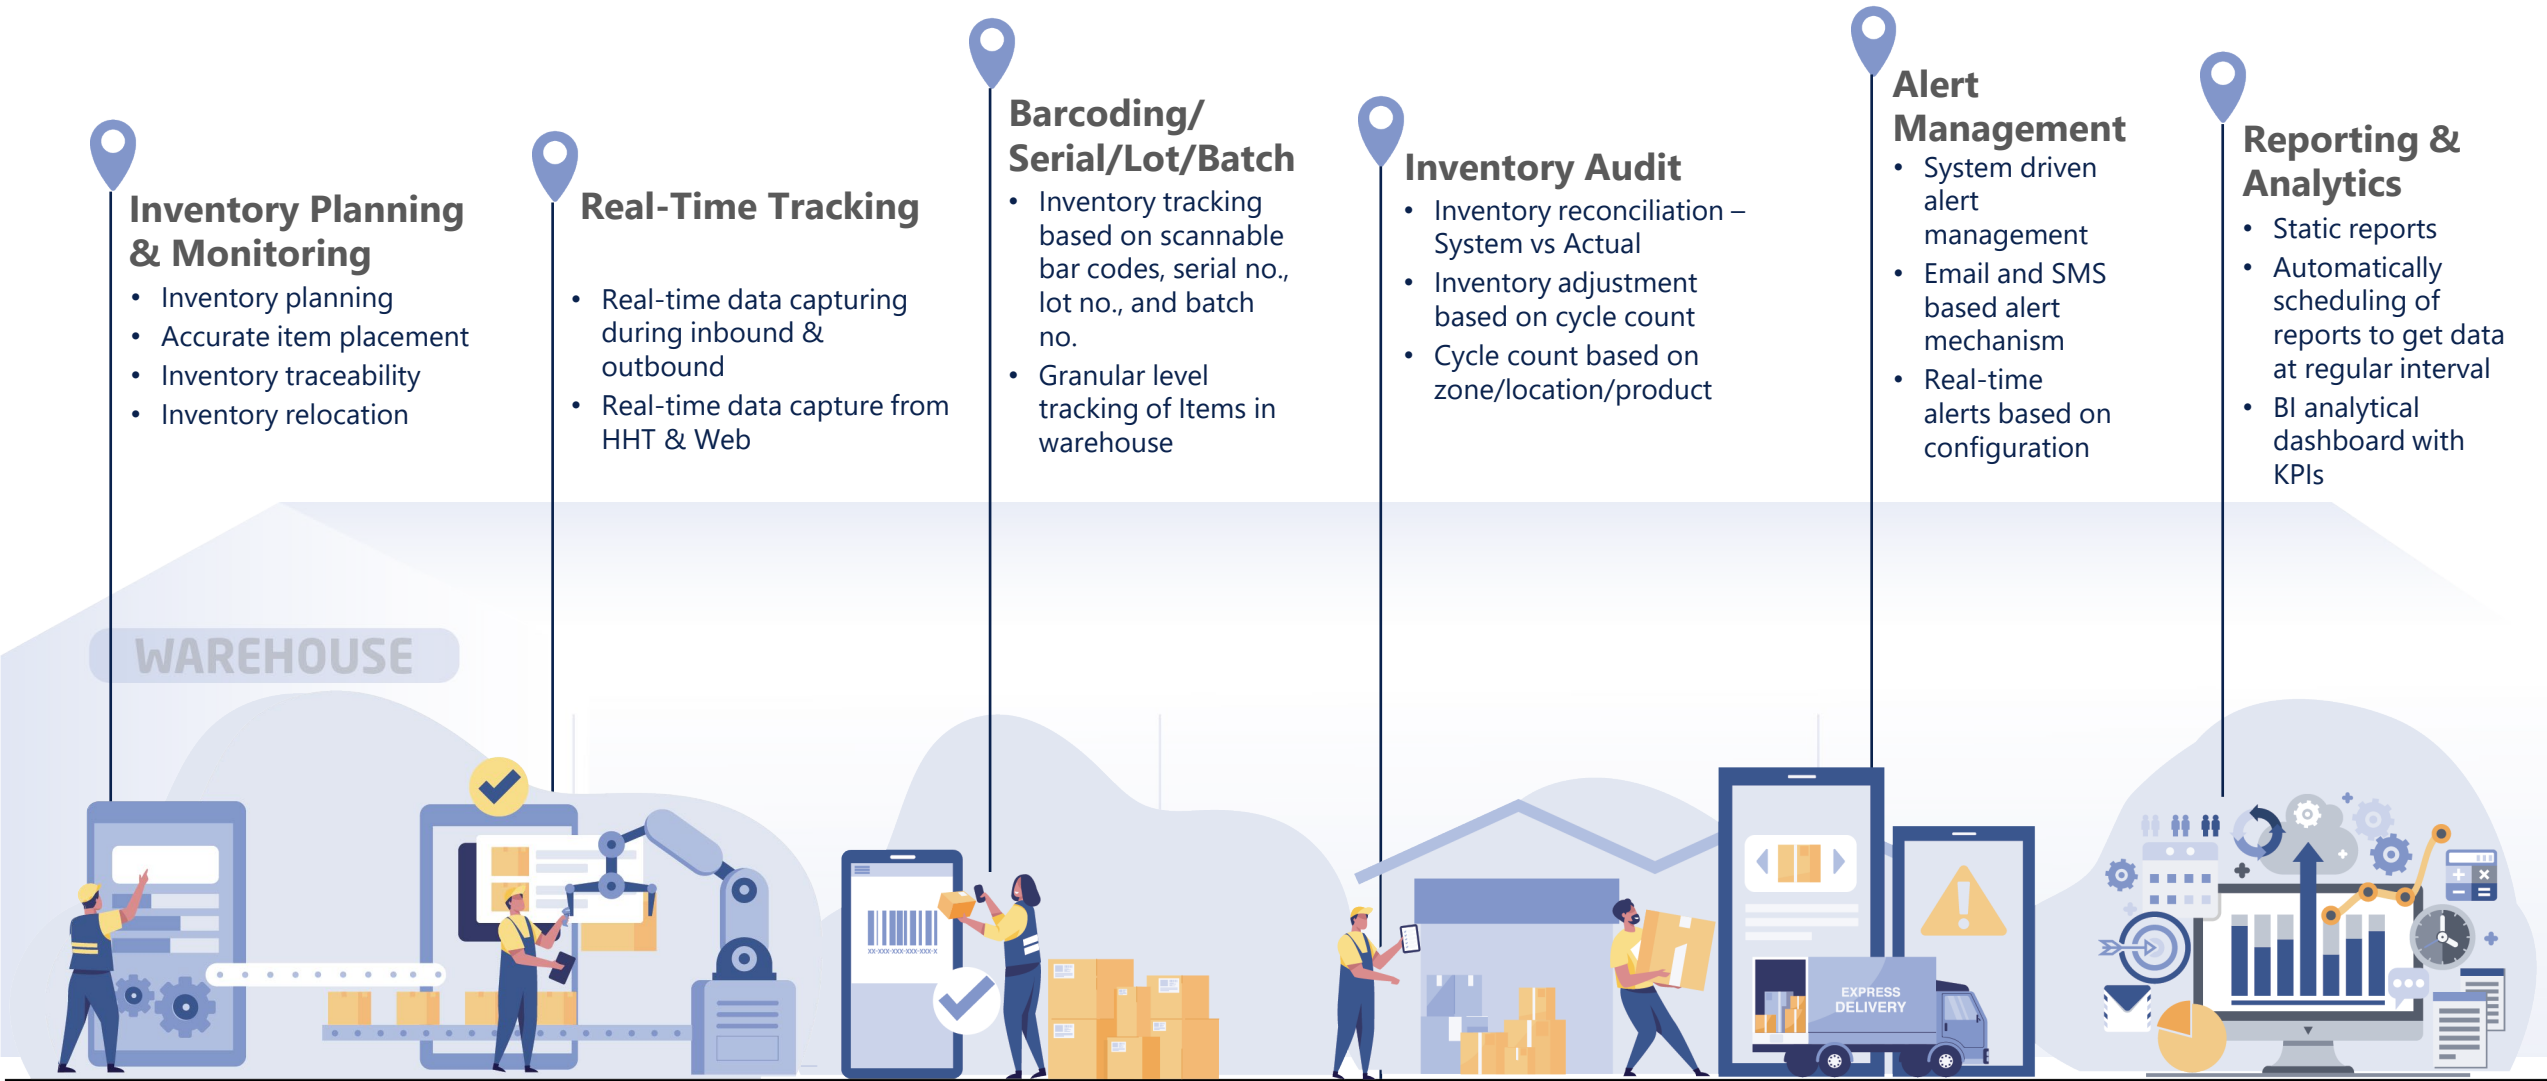 Inventory Planning
& Monitoring
• Inventory planning
• Accurate item placement
• Inventory traceability
• Inventory relocation
Real-Time Tracking
• Real-time data capturing
during inbound &
outbound
• Real-time data capture from
HHT & Web
Barcoding/
Serial/Lot/Batch
• Inventory tracking
based on scannable
bar codes, serial no.,
lot no., and batch
no.
• Granular level
tracking of Items in
warehouse
Inventory Audit
• Inventory reconciliation –
System vs Actual
• Inventory adjustment
based on cycle count
• Cycle count based on
zone/location/product
Alert
Management
• System driven
alert
management
• Email and SMS
based alert
mechanism
• Real-time
alerts based on
configuration
Reporting &
Analytics
• Static reports
• Automatically
scheduling of
reports to get data
at regular interval
• BI analytical
dashboard with
KPIs
WAREHOUSE
xx-xxx-xxx-xxx-xxx-x
EXPRESS
DELIVERY